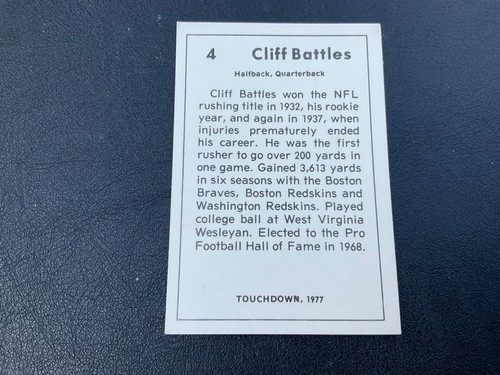 4 Cliff Battles
Halfback, Quarterback
Cliff Battles won the NFL
rushing title in 1932, his rookie
year, and again in 1937, when
injuries prematurely ended
his career. He was the first
rusher to go over 200 yards in
one game. Gained 3,613 yards
in six seasons with the Boston
Braves, Boston Redskins and
Washington Redskins. Played
college ball at West Virginia
Wesleyan. Elected to the Pro
Football Hall of Fame in 1968.
TOUCHDOWN, 1977